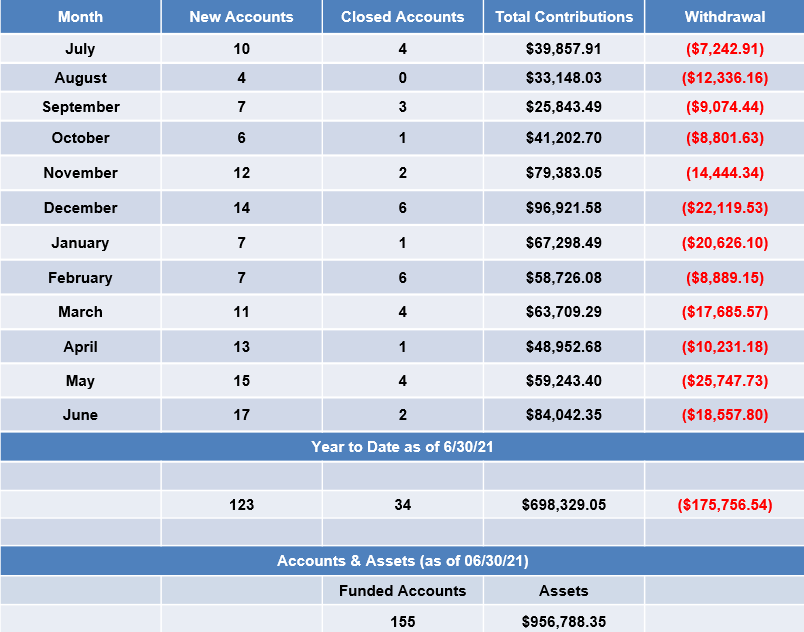 Month New Accounts Closed Accounts Total Contributions Withdrawal
July 10 4 $39,857.91 ($7,242.91)
August 4 0 $33,148.03 ($12,336.16)
September 7 3 $25,843.49 ($9,074.44)
October 6 1 $41,202.70 ($8,801.63)
November 12 2 $79,383.05 (14,444.34)
December 14 6 $96,921.58 ($22,119.53)
January 7 1 $67,298.49 ($20,626.10)
February 7 6 $58,726.08 ($8,889.15)
March 11 4 $63,709.29 ($17,685.57)
April 13 1 $48,952.68 ($10,231.18)
May 15 4 $59,243.40 ($25,747.73)
June 17 2 $84,042.35 ($18,557.80)
Year to Date as of 6/30/21
123 34 $698,329.05 ($175,756.54)
Accounts & Assets (as of 06/30/21)
Funded Accounts Assets
155 $956,788.35